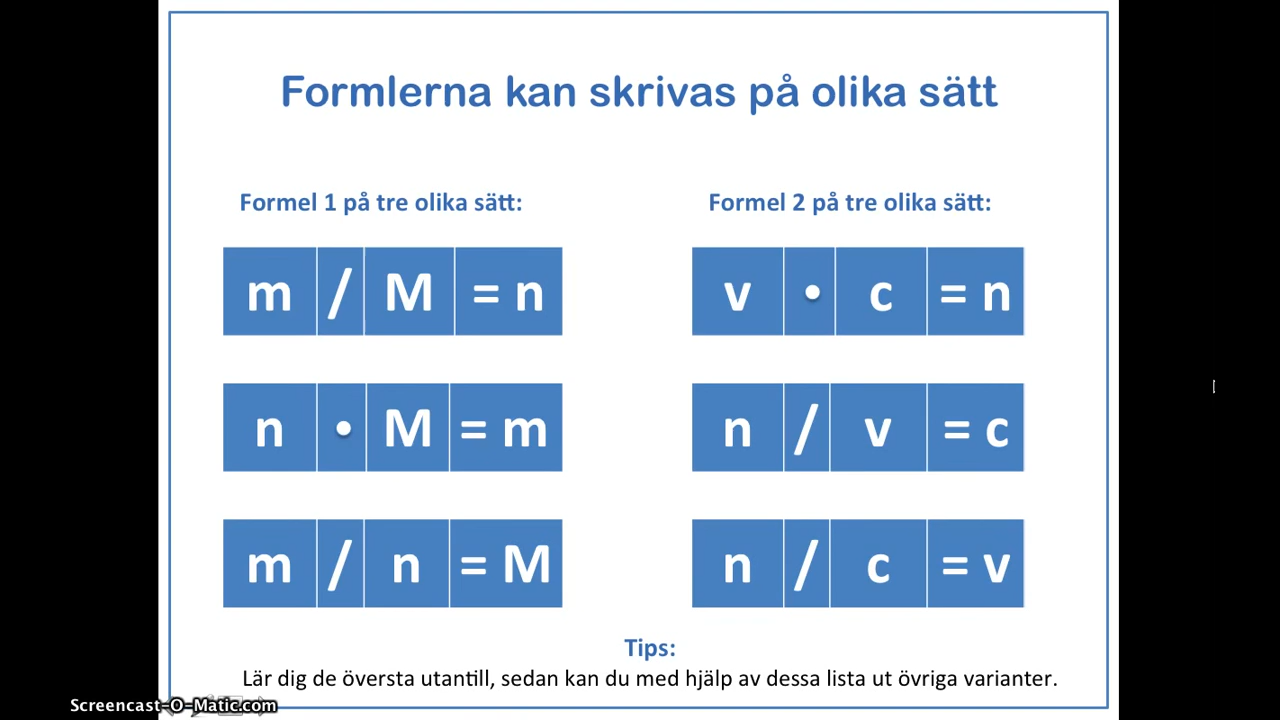 Formlerna kan skrivas på olika sätt
Formel 1 på tre olika sätt:
m / M = n
n • M = m
m / n = M
Formel 2 på tre olika sätt:
v • c = n
n / v = c
n / c = v
Tips:
Lär dig de översta utantill, sedan kan du med hjälp av dessa lista ut övriga varianter.
Screencast-O-Matic.com